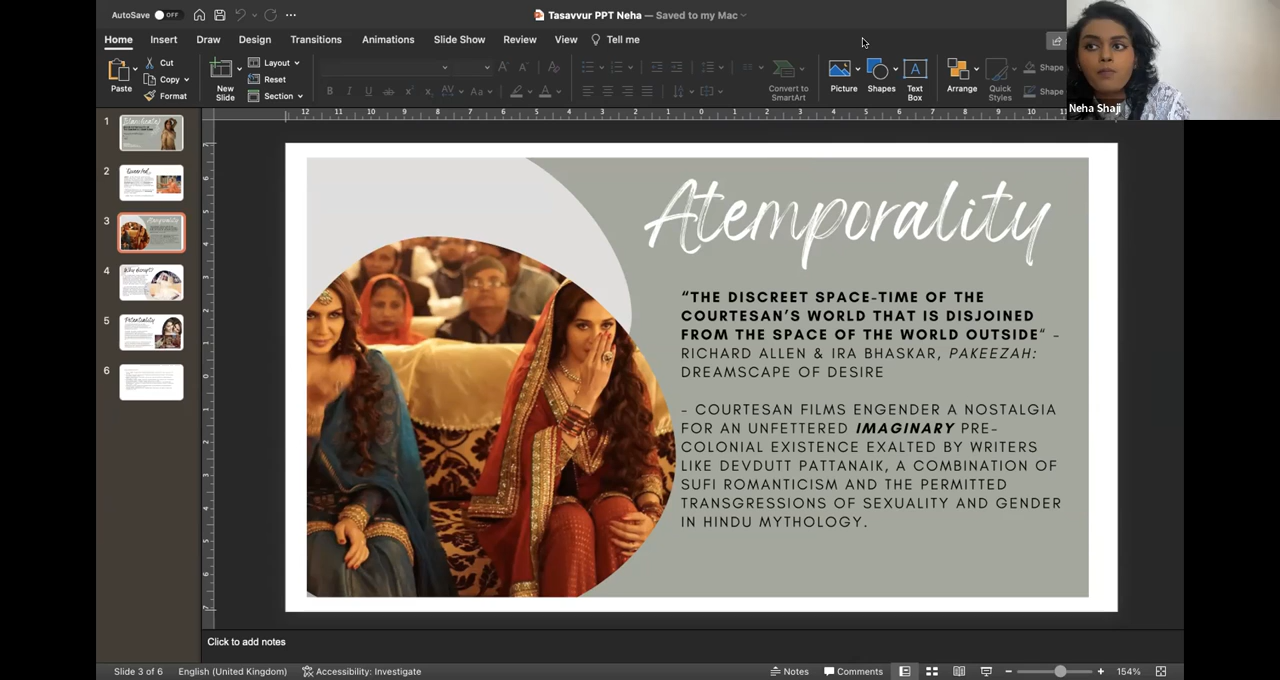 AutoSave OFF
Tasavvur PPT Neha — Saved to my Mac
Home Insert Draw Design Transitions Animations Slide Show Review View Tell me
Paste
Cut
Copy
Format
New
Slide
Layout
Reset
Section
Convert to
SmartArt
Picture
Shapes
Text
Box
Arrange
Quick
Styles
Shape
Shape
Neha Shaji
1
2
3
4
5
6
Atemporality
“THE DISCREET SPACE-TIME OF THE
COURTESAN’S WORLD THAT IS DISJOINED
FROM THE SPACE OF THE WORLD OUTSIDE“ -
RICHARD ALLEN & IRA BHASKAR, PAKEEZAH:
DREAMSCAPE OF DESIRE
- COURTESAN FILMS ENGENDER A NOSTALGIA
FOR AN UNFETTERED IMAGINARY PRE-
COLONIAL EXISTENCE EXALTED BY WRITERS
LIKE DEVDUTT PATTANAIK, A COMBINATION OF
SUFI ROMANTICISM AND THE PERMITTED
TRANSGRESSIONS OF SEXUALITY AND GENDER
IN HINDU MYTHOLOGY.
Click to add notes
Slide 3 of 6 English (United Kingdom) Accessibility: Investigate Notes Comments 154%